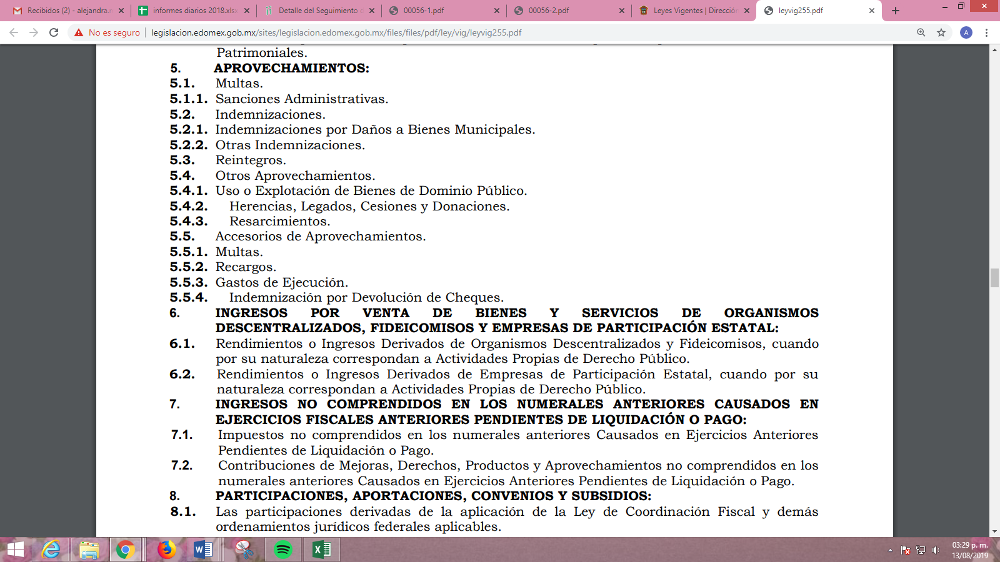 Recibidos (2) - alejandra.r
informes diarios 2018.xlsx
Detalle del Seguimiento d
00056-1.pdf
00056-2.pdf
Leyes Vigentes | Dirección
leyvig255.pdf
No es seguro
legislacion.edomex.gob.mx/sites/legislacion.edomex.gob.mx/files/files/pdf/ley/vig/leyvig255.pdf
A
Patrimoniales.
5. APROVECHAMIENTOS:
5.1. Multas.
5.1.1. Sanciones Administrativas.
5.2. Indemnizaciones.
5.2.1. Indemnizaciones por Daños a Bienes Municipales.
5.2.2. Otras Indemnizaciones.
5.3. Reintegros.
5.4. Otros Aprovechamientos.
5.4.1. Uso o Explotación de Bienes de Dominio Público.
5.4.2. Herencias, Legados, Cesiones y Donaciones.
5.4.3. Resarcimientos.
5.5. Accesorios de Aprovechamientos.
5.5.1. Multas.
5.5.2. Recargos.
5.5.3. Gastos de Ejecución.
5.5.4. Indemnización por Devolución de Cheques.
6. INGRESOS POR VENTA DE BIENES Y SERVICIOS DE ORGANISMOS
DESCENTRALIZADOS, FIDEICOMISOS Y EMPRESAS DE PARTICIPACIÓN ESTATAL:
6.1. Rendimientos o Ingresos Derivados de Organismos Descentralizados y Fideicomisos, cuando
por su naturaleza correspondan a Actividades Propias de Derecho Público.
6.2. Rendimientos o Ingresos Derivados de Empresas de Participación Estatal, cuando por su
naturaleza correspondan a Actividades Propias de Derecho Público.
7. INGRESOS NO COMPRENDIDOS EN LOS NUMERALES ANTERIORES CAUSADOS EN
EJERCICIOS FISCALES ANTERIORES PENDIENTES DE LIQUIDACIÓN O PAGO:
7.1. Impuestos no comprendidos en los numerales anteriores Causados en Ejercicios Anteriores
Pendientes de Liquidación o Pago.
7.2. Contribuciones de Mejoras, Derechos, Productos y Aprovechamientos no comprendidos en los
numerales anteriores Causados en Ejercicios Anteriores Pendientes de Liquidación o Pago.
8. PARTICIPACIONES, APORTACIONES, CONVENIOS Y SUBSIDIOS:
8.1. Las participaciones derivadas de la aplicación de la Ley de Coordinación Fiscal y demás
ordenamientos jurídicos federales aplicables.
03:29 p. m.
13/08/2019